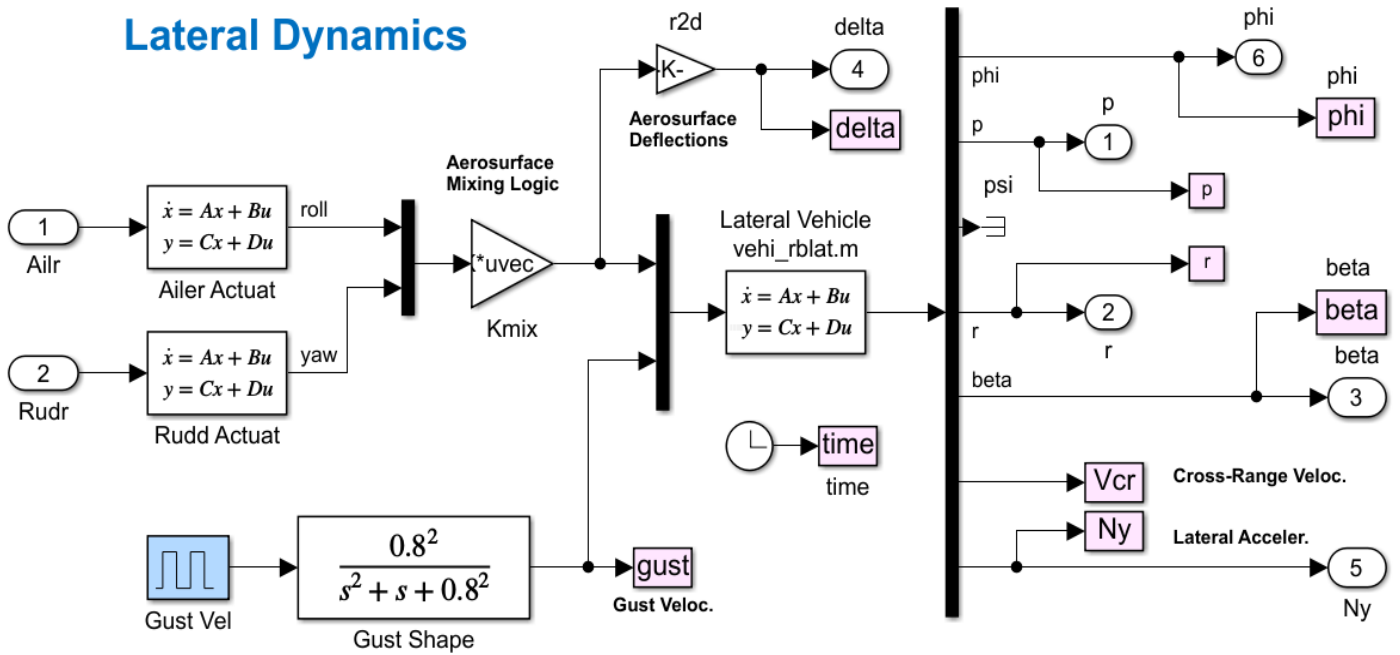 Lateral Dynamics
r2d
-K-
delta
4
delta
Aerosurface
Deflections
phi
6
phi
phi
phi
p
p
1
p
psi
Aerosurface
Mixing Logic
1
Ailr
ẋ = Ax + Bu
y = Cx + Du
Ailer Actuat
roll
*uvec
Kmix
Lateral Vehicle
vehi_rblat.m
ẋ = Ax + Bu
y = Cx + Du
r
r
2
r
beta
beta
beta
beta
3
2
Rudr
ẋ = Ax + Bu
y = Cx + Du
Rudd Actuat
yaw
time
time
Vcr
Cross-Range Veloc.
Ny
Lateral Acceler.
5
Ny
Gust Vel
0.8²
s² + s + 0.8²
Gust Shape
gust
Gust Veloc.